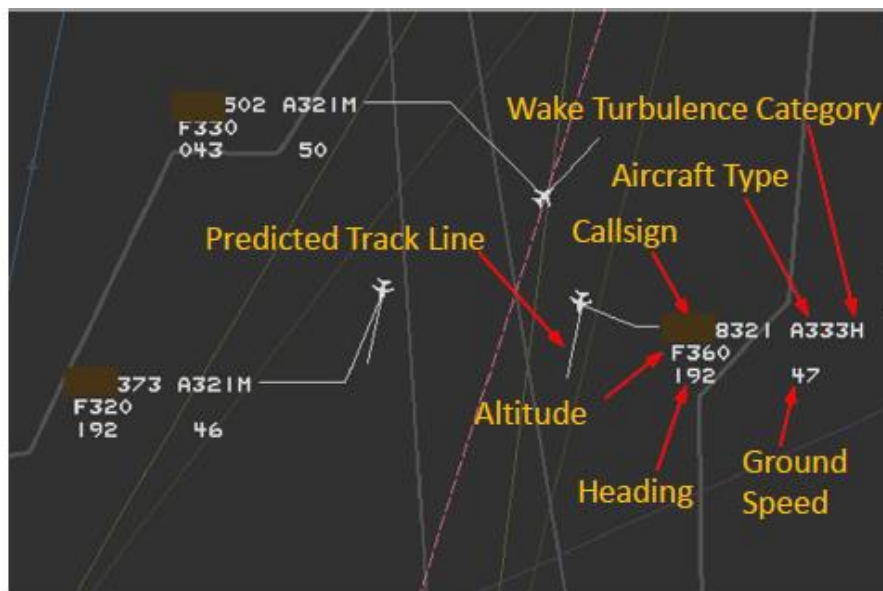 502 A321M
F330
043 50
Wake Turbulence Category
Aircraft Type
Callsign
Predicted Track Line
8321 A333H
F360
192 47
373 A321M
F320
192 46
Altitude
Heading
Ground
Speed